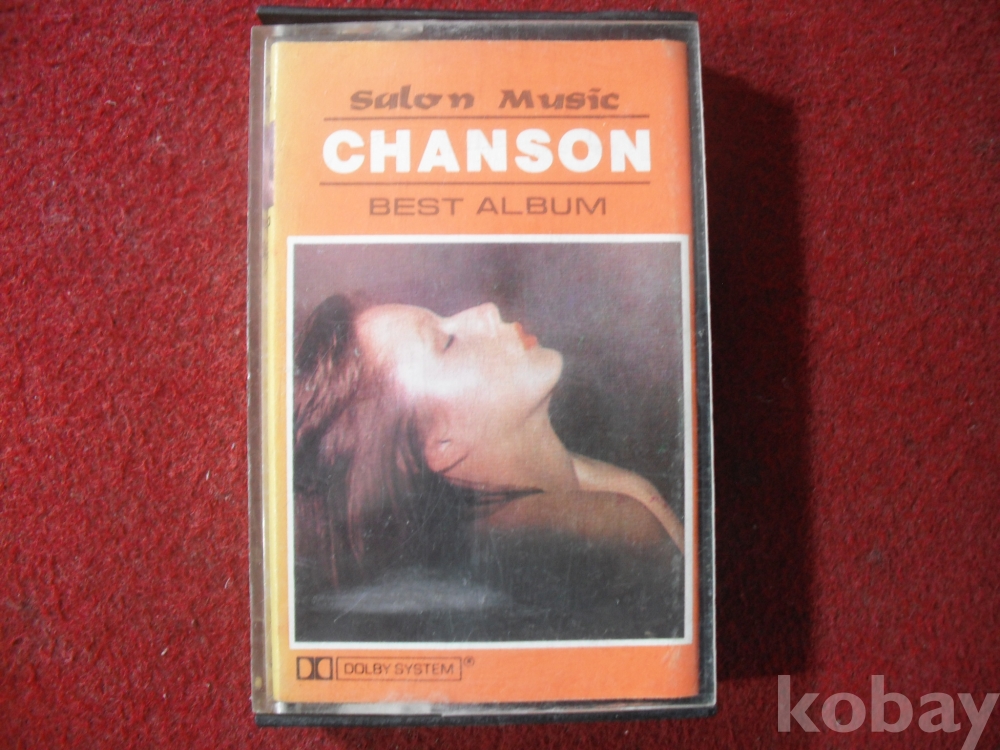 Salon Music
CHANSON
BEST ALBUM
DOLBY SYSTEM®
kobay